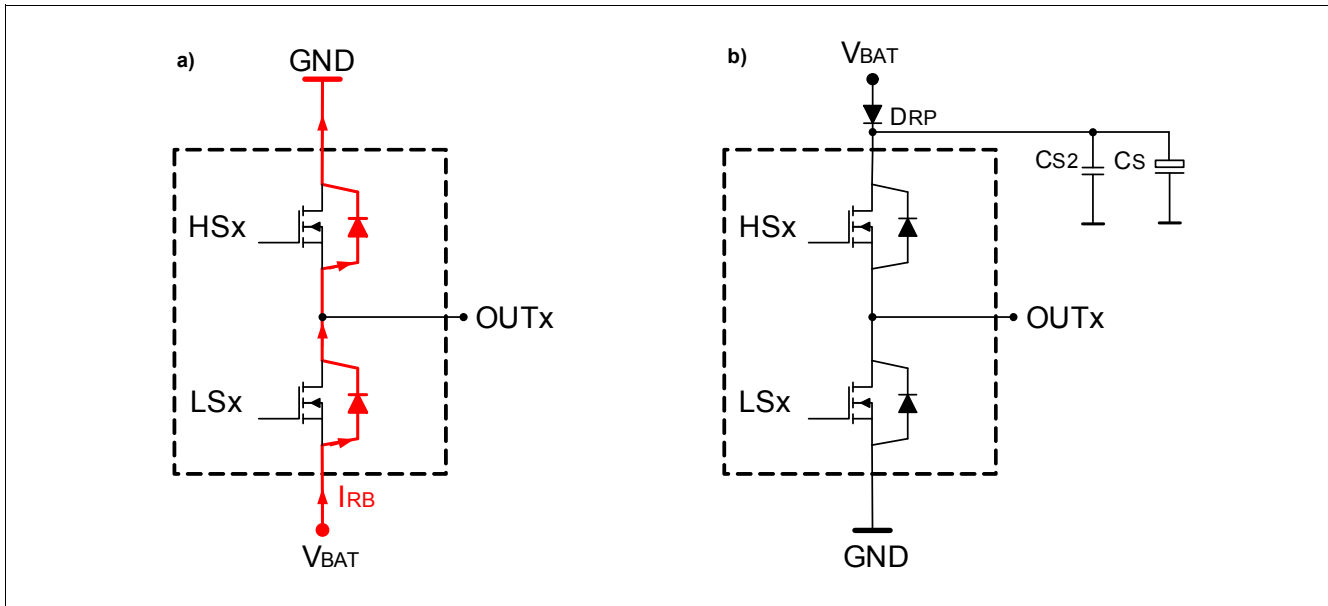 a)
GND
HSx
OUTx
LSx
IRB
VBAT
b)
VBAT
DRP
CS2
CS
HSx
OUTx
LSx
GND